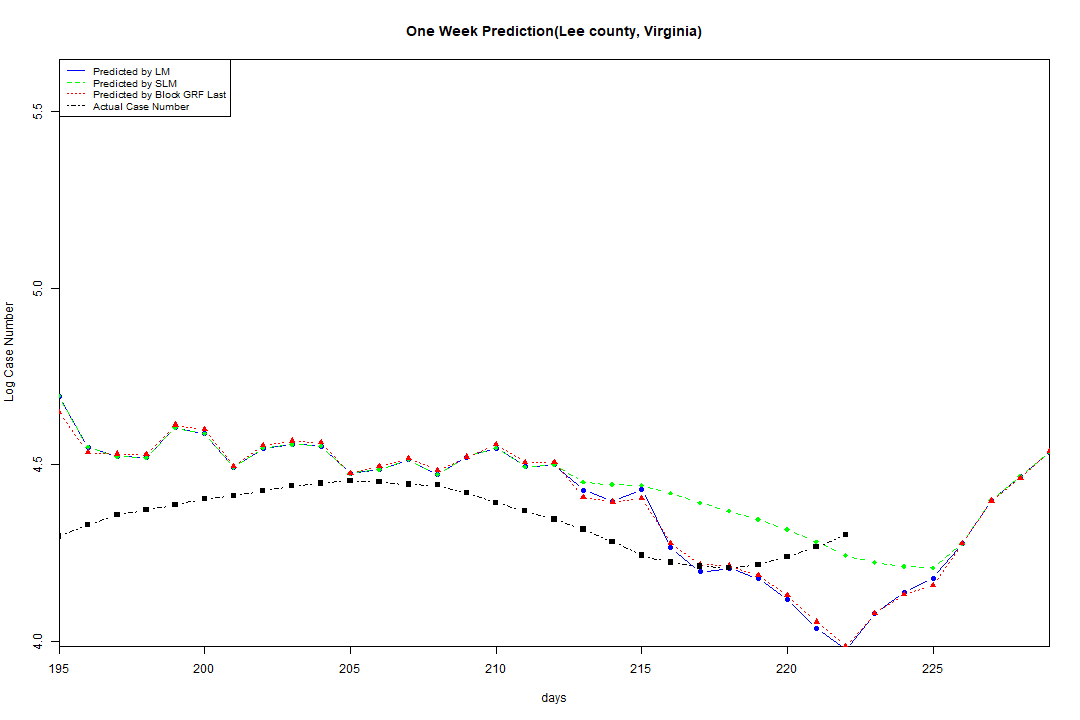 One Week Prediction(Lee county, Virginia)
Predicted by LM
Predicted by SLM
Predicted by Block GRF Last
Actual Case Number
5.5
5.0
4.5
4.0
Log Case Number
195 200 205 210 215 220 225
days